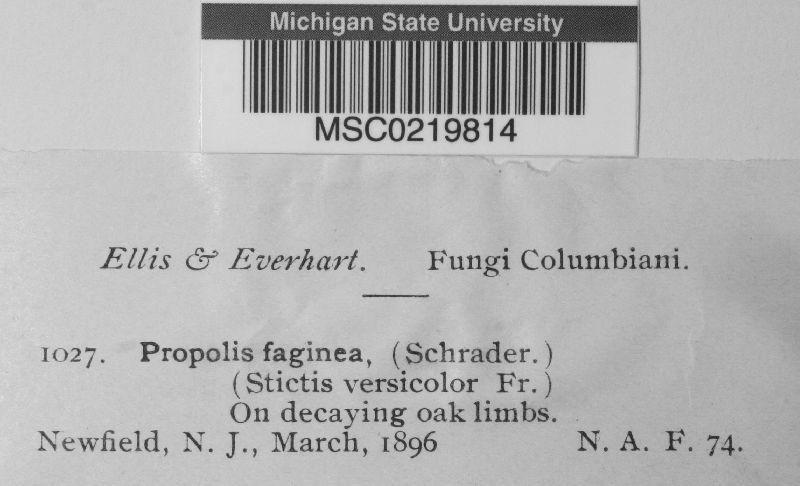 Michigan State University
MSC0219814
Ellis & Everhart. Fungi Columbiani.
1027. Propolis faginea, (Schrader.)
(Stictis versicolor Fr.)
On decaying oak limbs.
Newfield, N. J., March, 1896 N. A. F. 74.